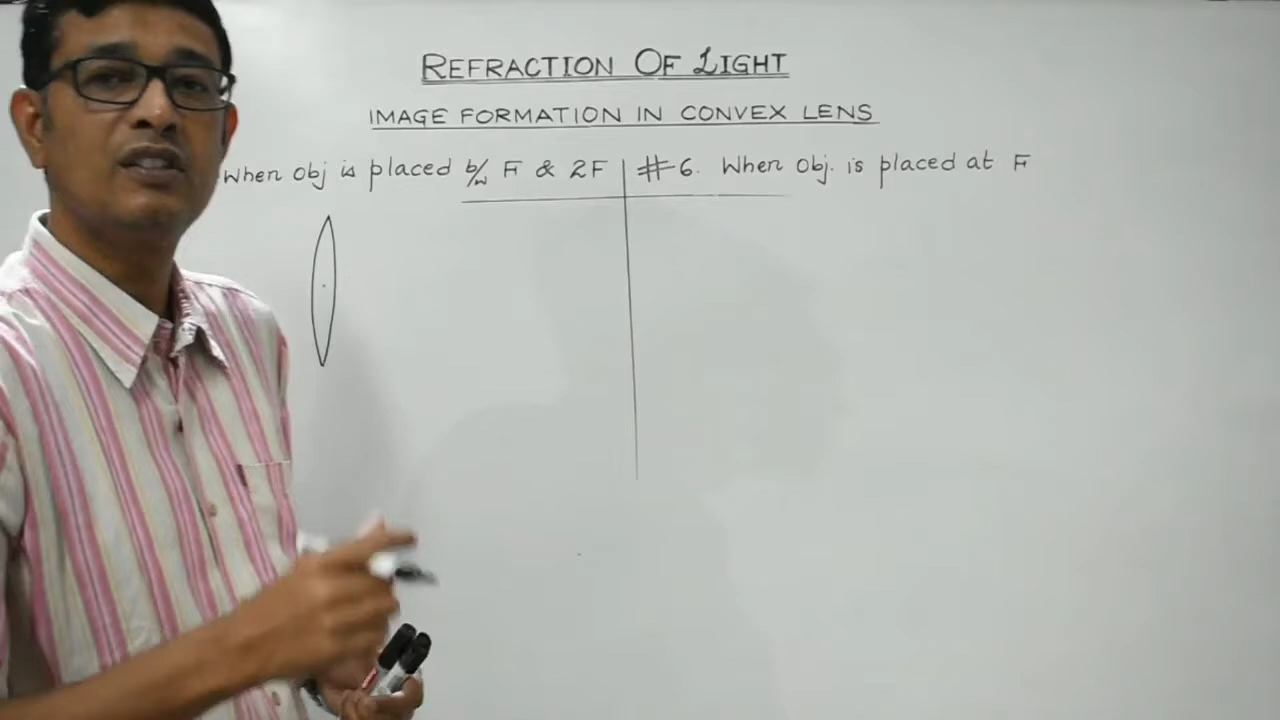 REFRACTION OF LIGHT
IMAGE FORMATION IN CONVEX LENS
When obj is placed b/w F & 2F
#6. When obj. is placed at F